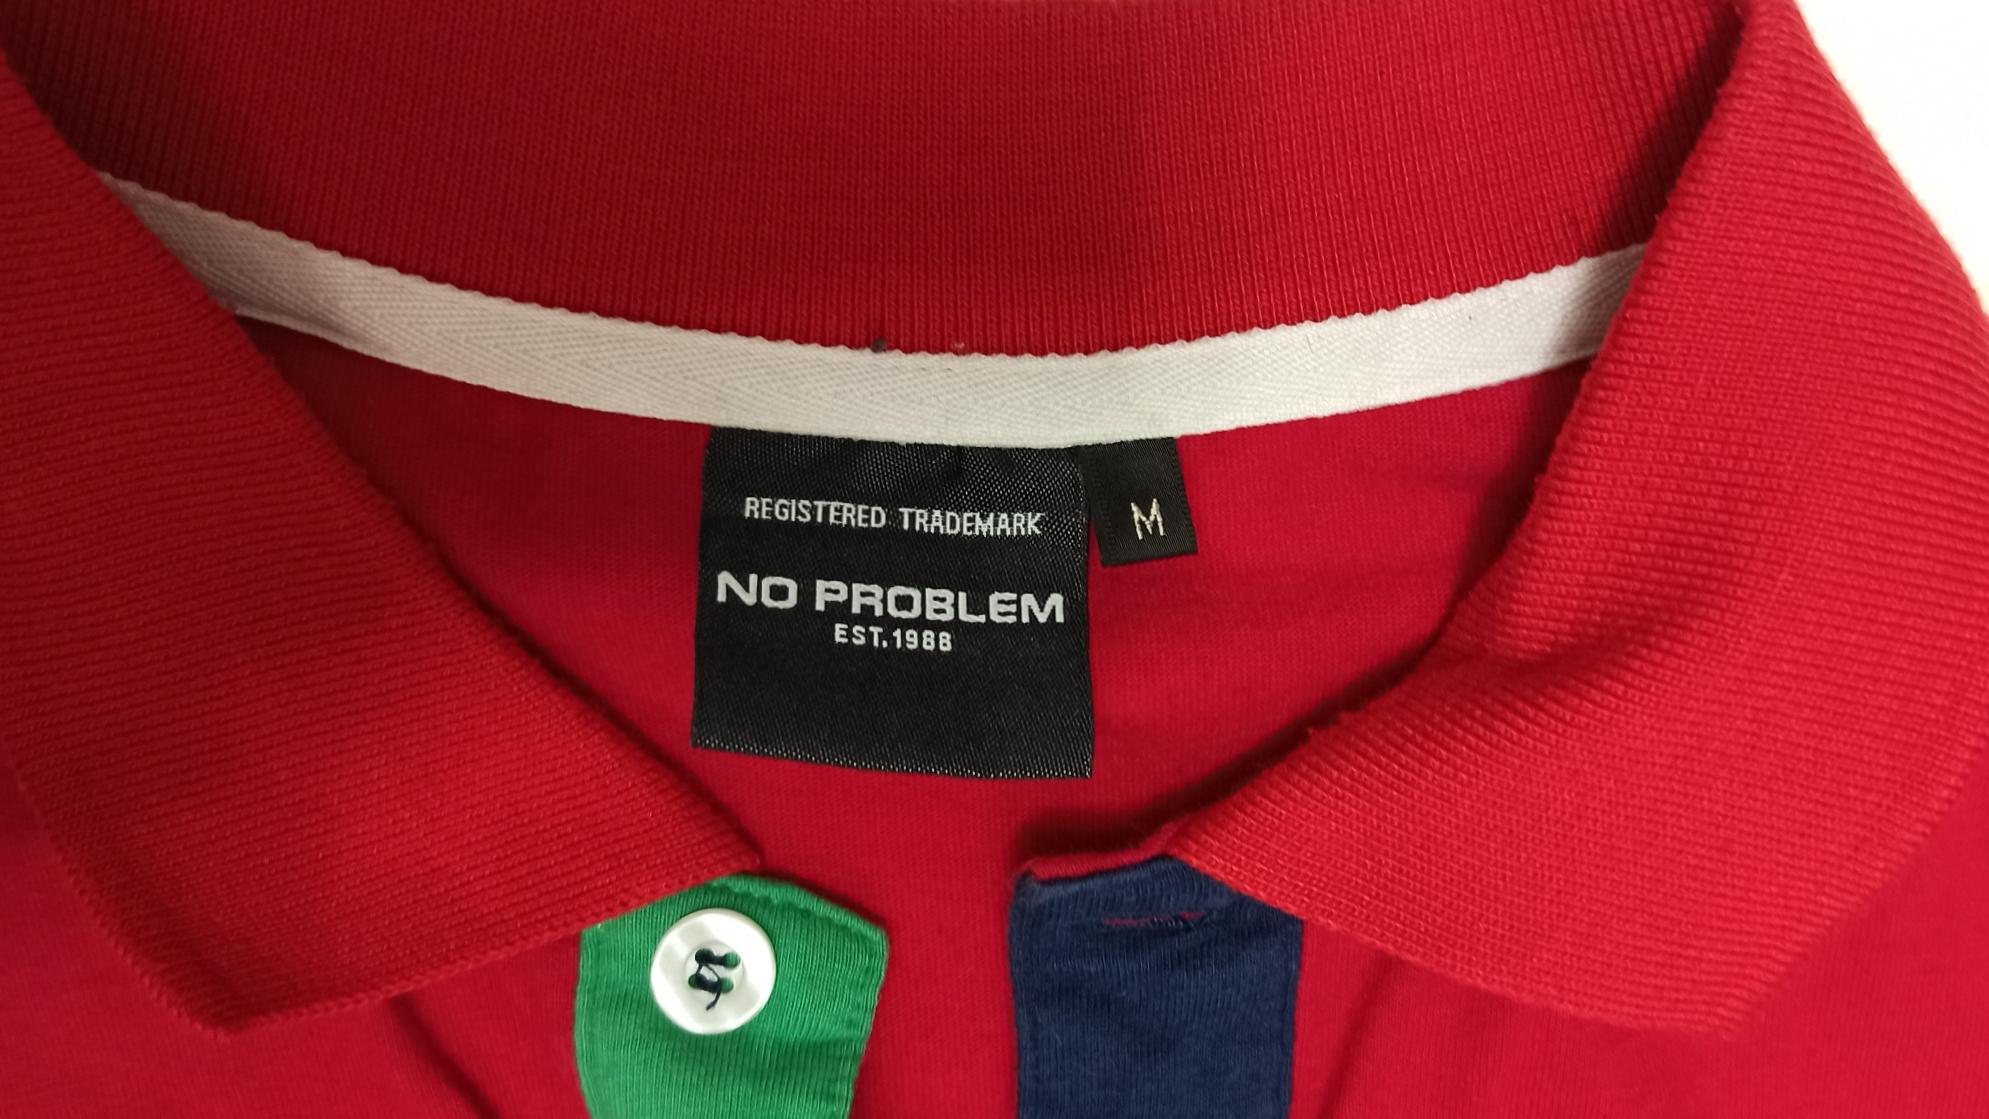 REGISTERED TRADEMARK
M
NO PROBLEM
EST.1988